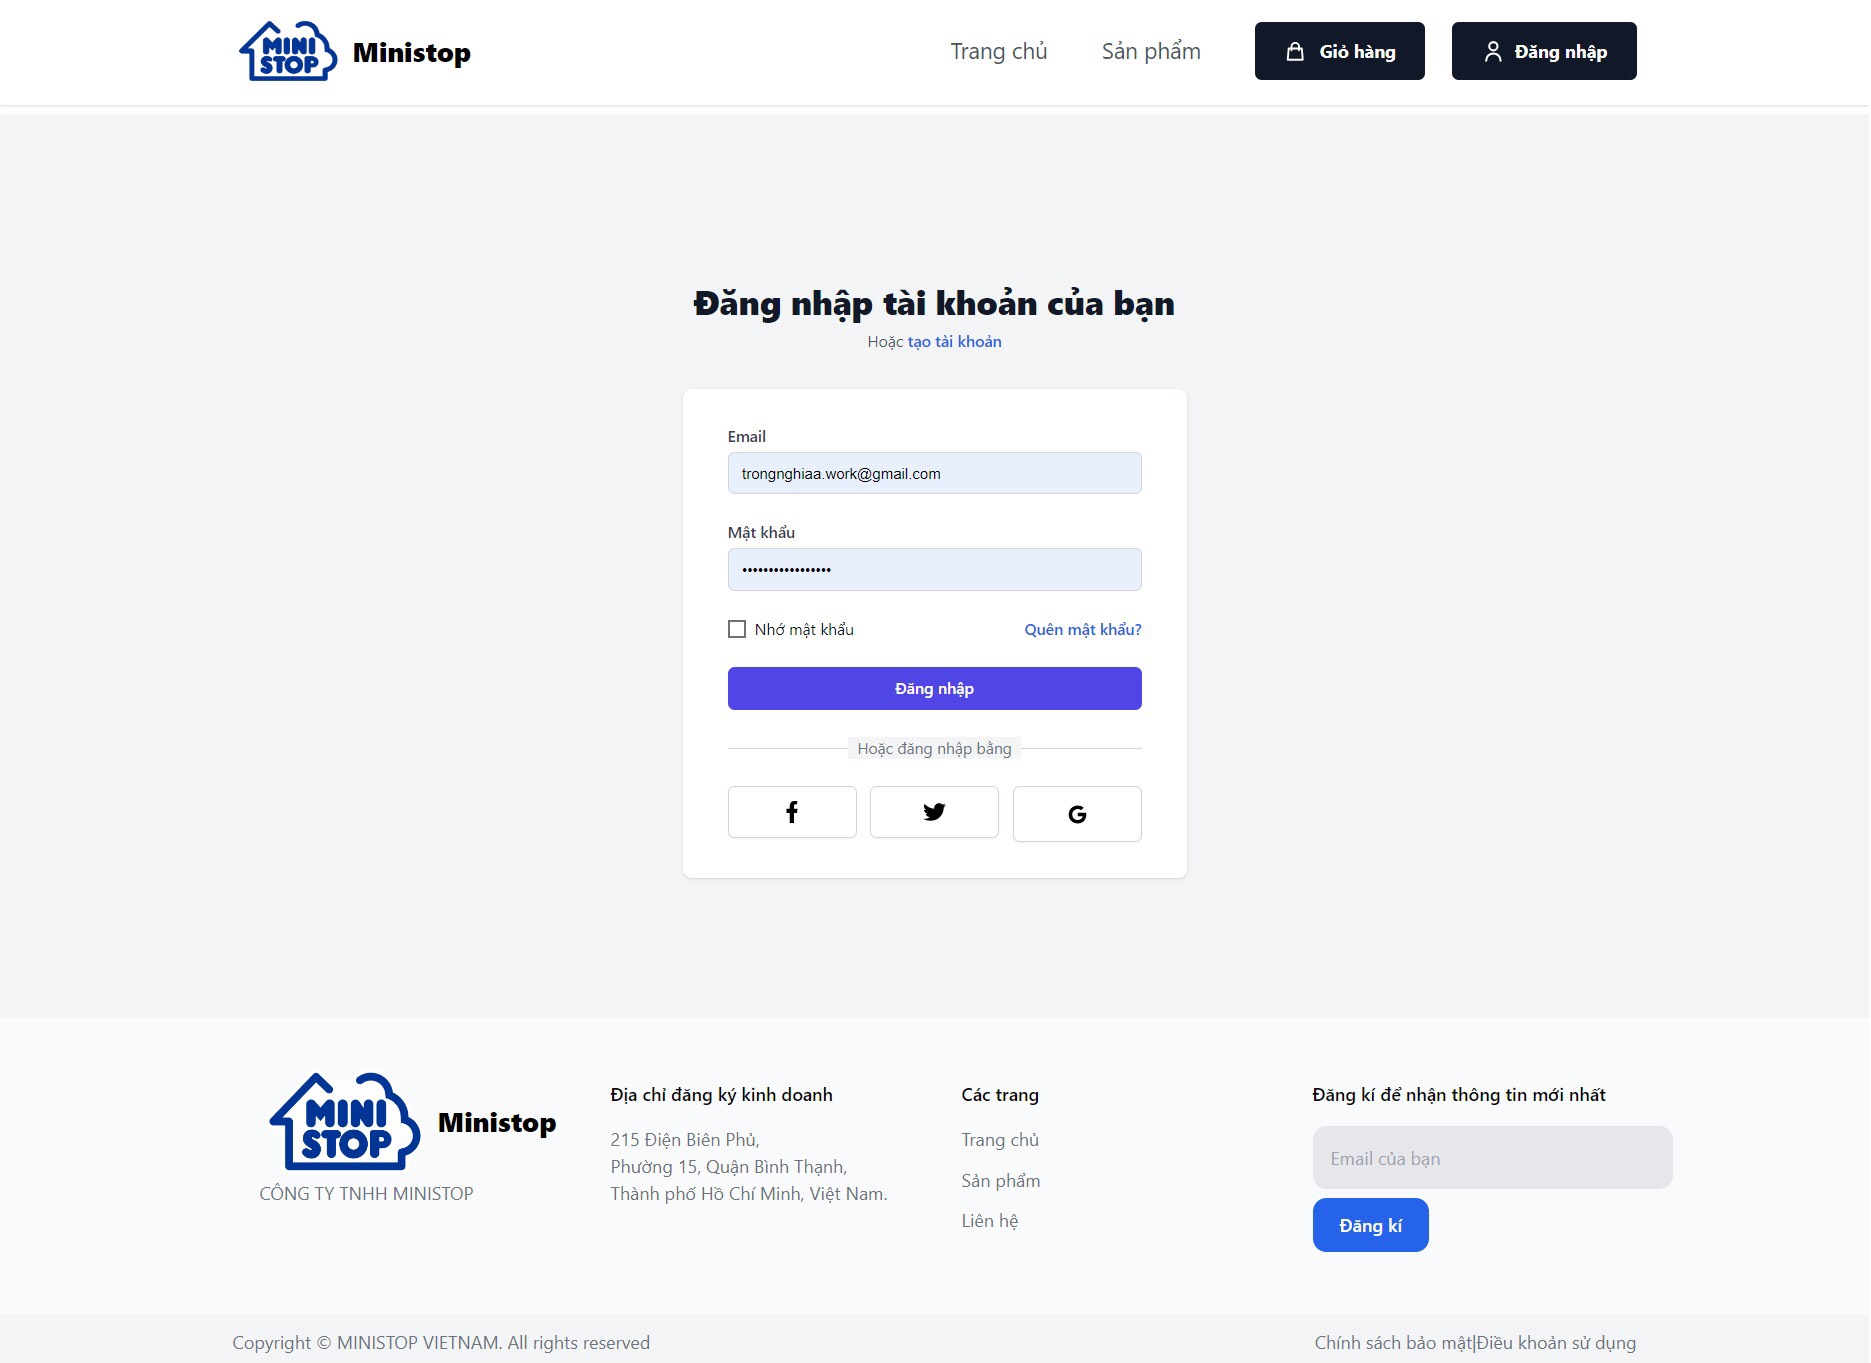 MINI
STOP
Ministop
Trang chủ
Sản phẩm
Giỏ hàng
Đăng nhập
Đăng nhập tài khoản của bạn
Hoặc tạo tài khoản
Email
trongnghiaa.work@gmail.com
Mật khẩu
•••••••••••••••••
Nhớ mật khẩu
Quên mật khẩu?
Đăng nhập
Hoặc đăng nhập bằng
MINI
STOP
Ministop
CÔNG TY TNHH MINISTOP
Địa chỉ đăng ký kinh doanh
215 Điện Biên Phủ,
Phường 15, Quận Bình Thạnh,
Thành phố Hồ Chí Minh, Việt Nam.
Các trang
Trang chủ
Sản phẩm
Liên hệ
Đăng kí để nhận thông tin mới nhất
Email của bạn
Đăng kí
Copyright © MINISTOP VIETNAM. All rights reserved
Chính sách bảo mật|Điều khoản sử dụng